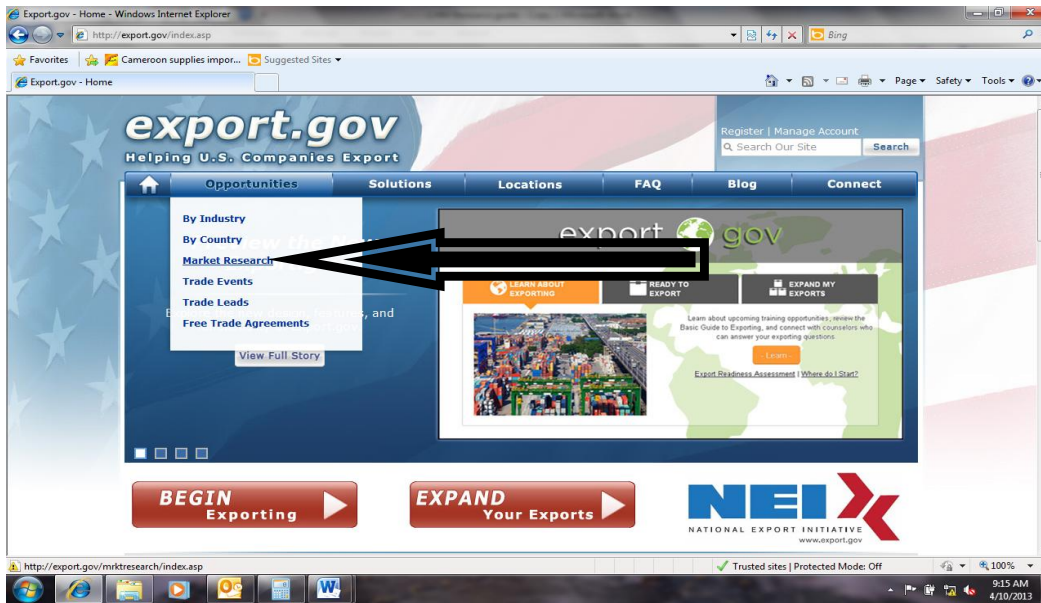 Export.gov - Home - Windows Internet Explorer
http://export.gov/index.asp
Bing
Favorites Cameroon supplies impor... Suggested Sites
Export.gov - Home
Page Safety Tools
export.gov
Helping U.S. Companies Export
Register | Manage Account
Search Our Site Search
Opportunities Solutions Locations FAQ Blog Connect
By Industry
By Country
Market Research
Trade Events
Trade Leads
Free Trade Agreements
and
View Full Story
export gov
LEARN ABOUT EXPORTING
READY TO EXPORT
EXPAND MY EXPORTS
Learn about upcoming training opportunities, review the
Basic Guide to Exporting, and connect with counselors who
can answer your exporting questions.
- Learn -
Export Readiness Assessment | Where do I Start?
BEGIN
Exporting
EXPAND
Your Exports
NEI
NATIONAL EXPORT INITIATIVE
www.export.gov
http://export.gov/mrktresearch/index.asp
Trusted sites | Protected Mode: Off
100%
9:15 AM
4/10/2013